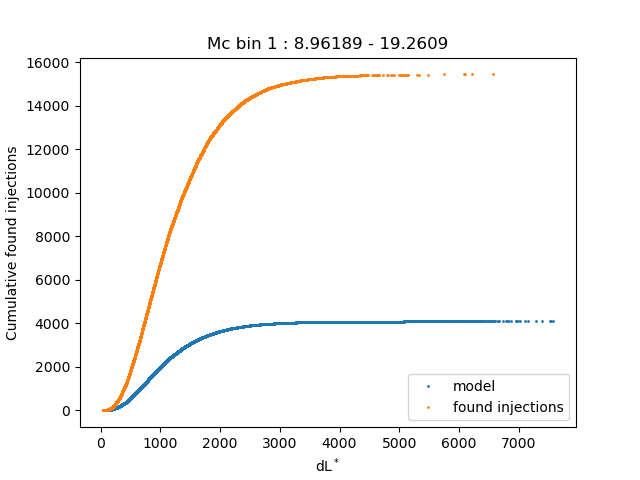 Mc bin 1 : 8.96189 - 19.2609
16000
14000
12000
10000
8000
6000
4000
2000
0
Cumulative found injections
model
found injections
0 1000 2000 3000 4000 5000 6000 7000
dL*